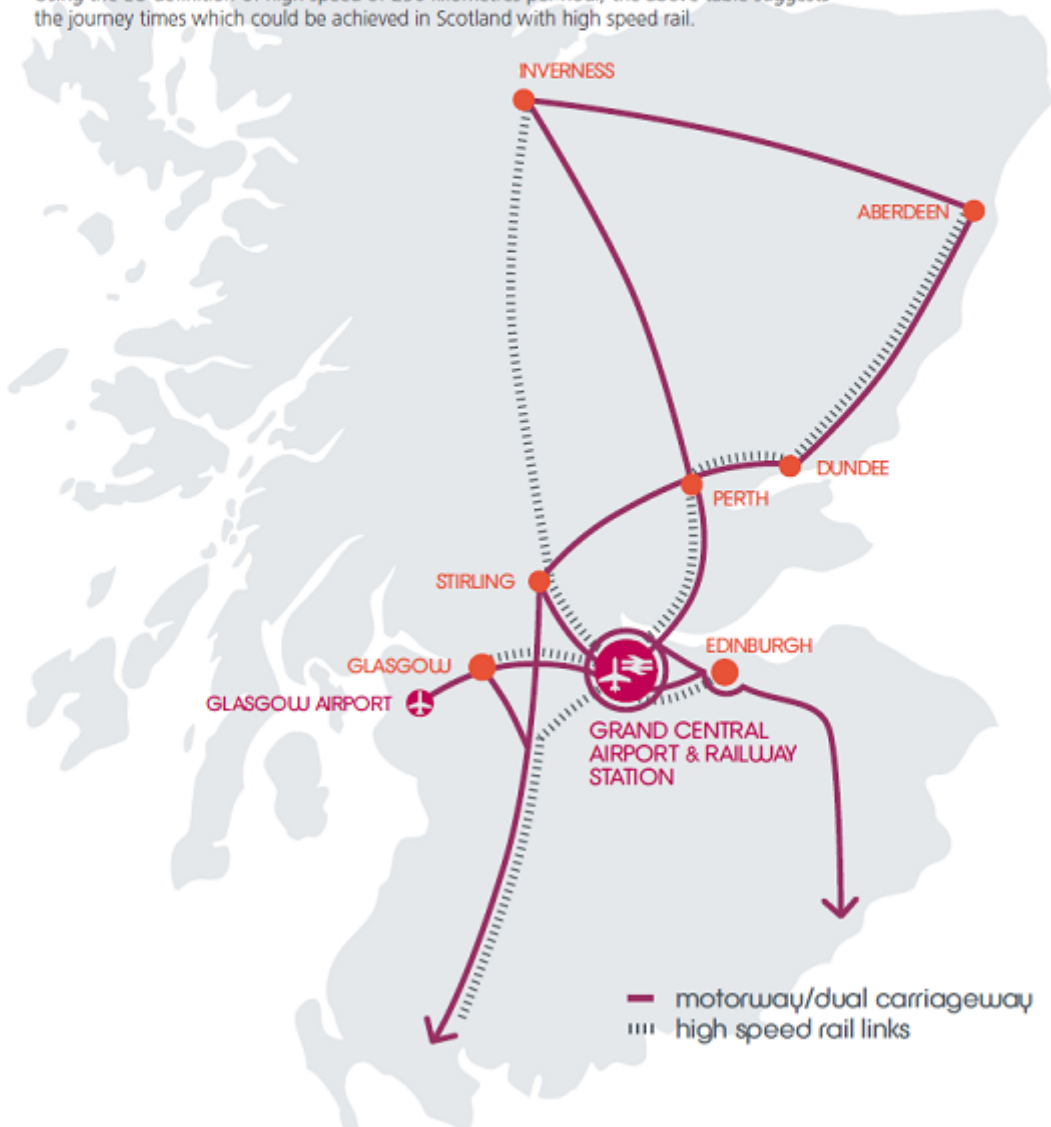 the journey times which could be achieved in Scotland with high speed rail.
INVERNESS
ABERDEEN
DUNDEE
PERTH
STIRLING
EDINBURGH
GLASGOW
GLASGOW AIRPORT
GRAND CENTRAL
AIRPORT & RAILWAY
STATION
motorway/dual carriageway
high speed rail links